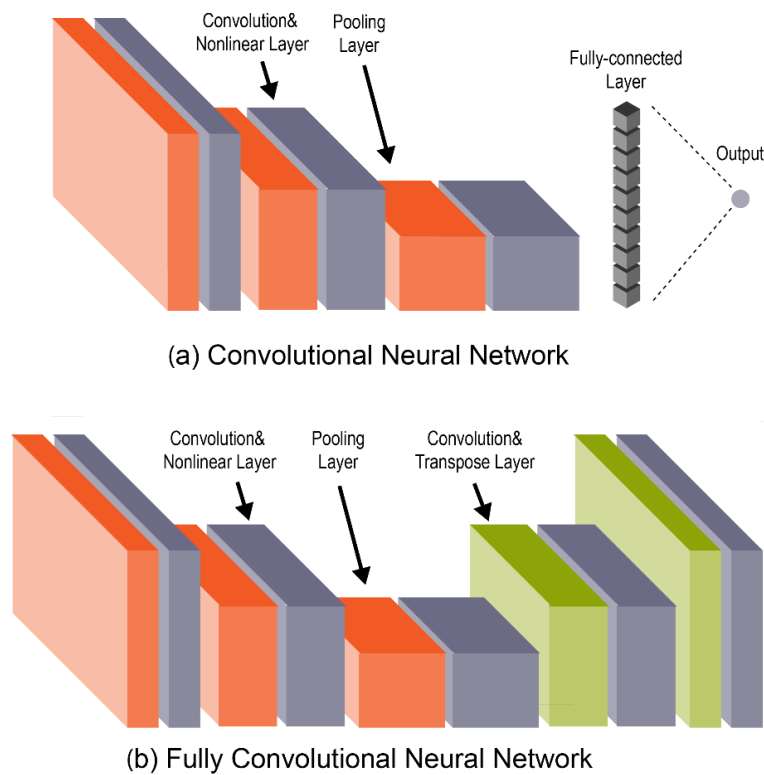 Convolution&
Nonlinear Layer
Pooling
Layer
Fully-connected
Layer
Output
(a) Convolutional Neural Network
Convolution&
Nonlinear Layer
Pooling
Layer
Convolution&
Transpose Layer
(b) Fully Convolutional Neural Network